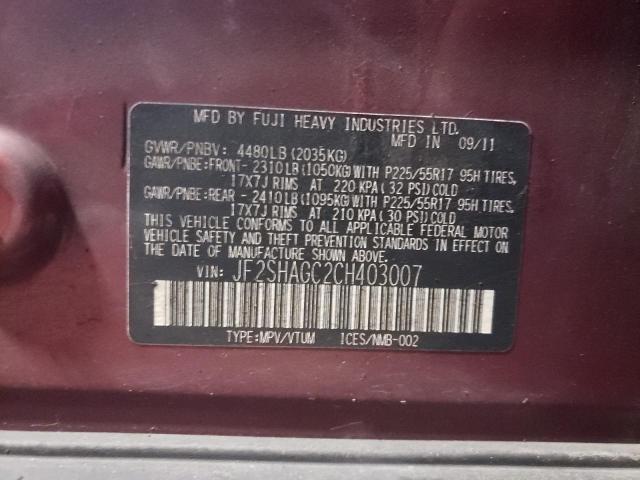 MFD BY FUJI HEAVY INDUSTRIES LTD.
MFD IN 09/11
GVWR/PNBV: 4480LB(2035KG)
GAWR/PNBE:FRONT- 2310LB(1050KG)WITH P225/55R17 95H TIRES,
17X7J RIMS AT 220 KPA( 32 PSI)COLD
GAWR/PNBE:REAR - 2410LB(1095KG)WITH P225/55R17 95H TIRES,
17X7J RIMS AT 210 KPA( 30 PSI)COLD
THIS VEHICLE CONFORMS TO ALL APPLICABLE FEDERAL MOTOR
VEHICLE SAFETY AND THEFT PREVENTION STANDARDS IN EFFECT ON
THE DATE OF MANUFACTURE SHOWN ABOVE.
VIN: JF2SHAGC2CH403007
TYPE:MPV/VTUM ICES/NMB-002